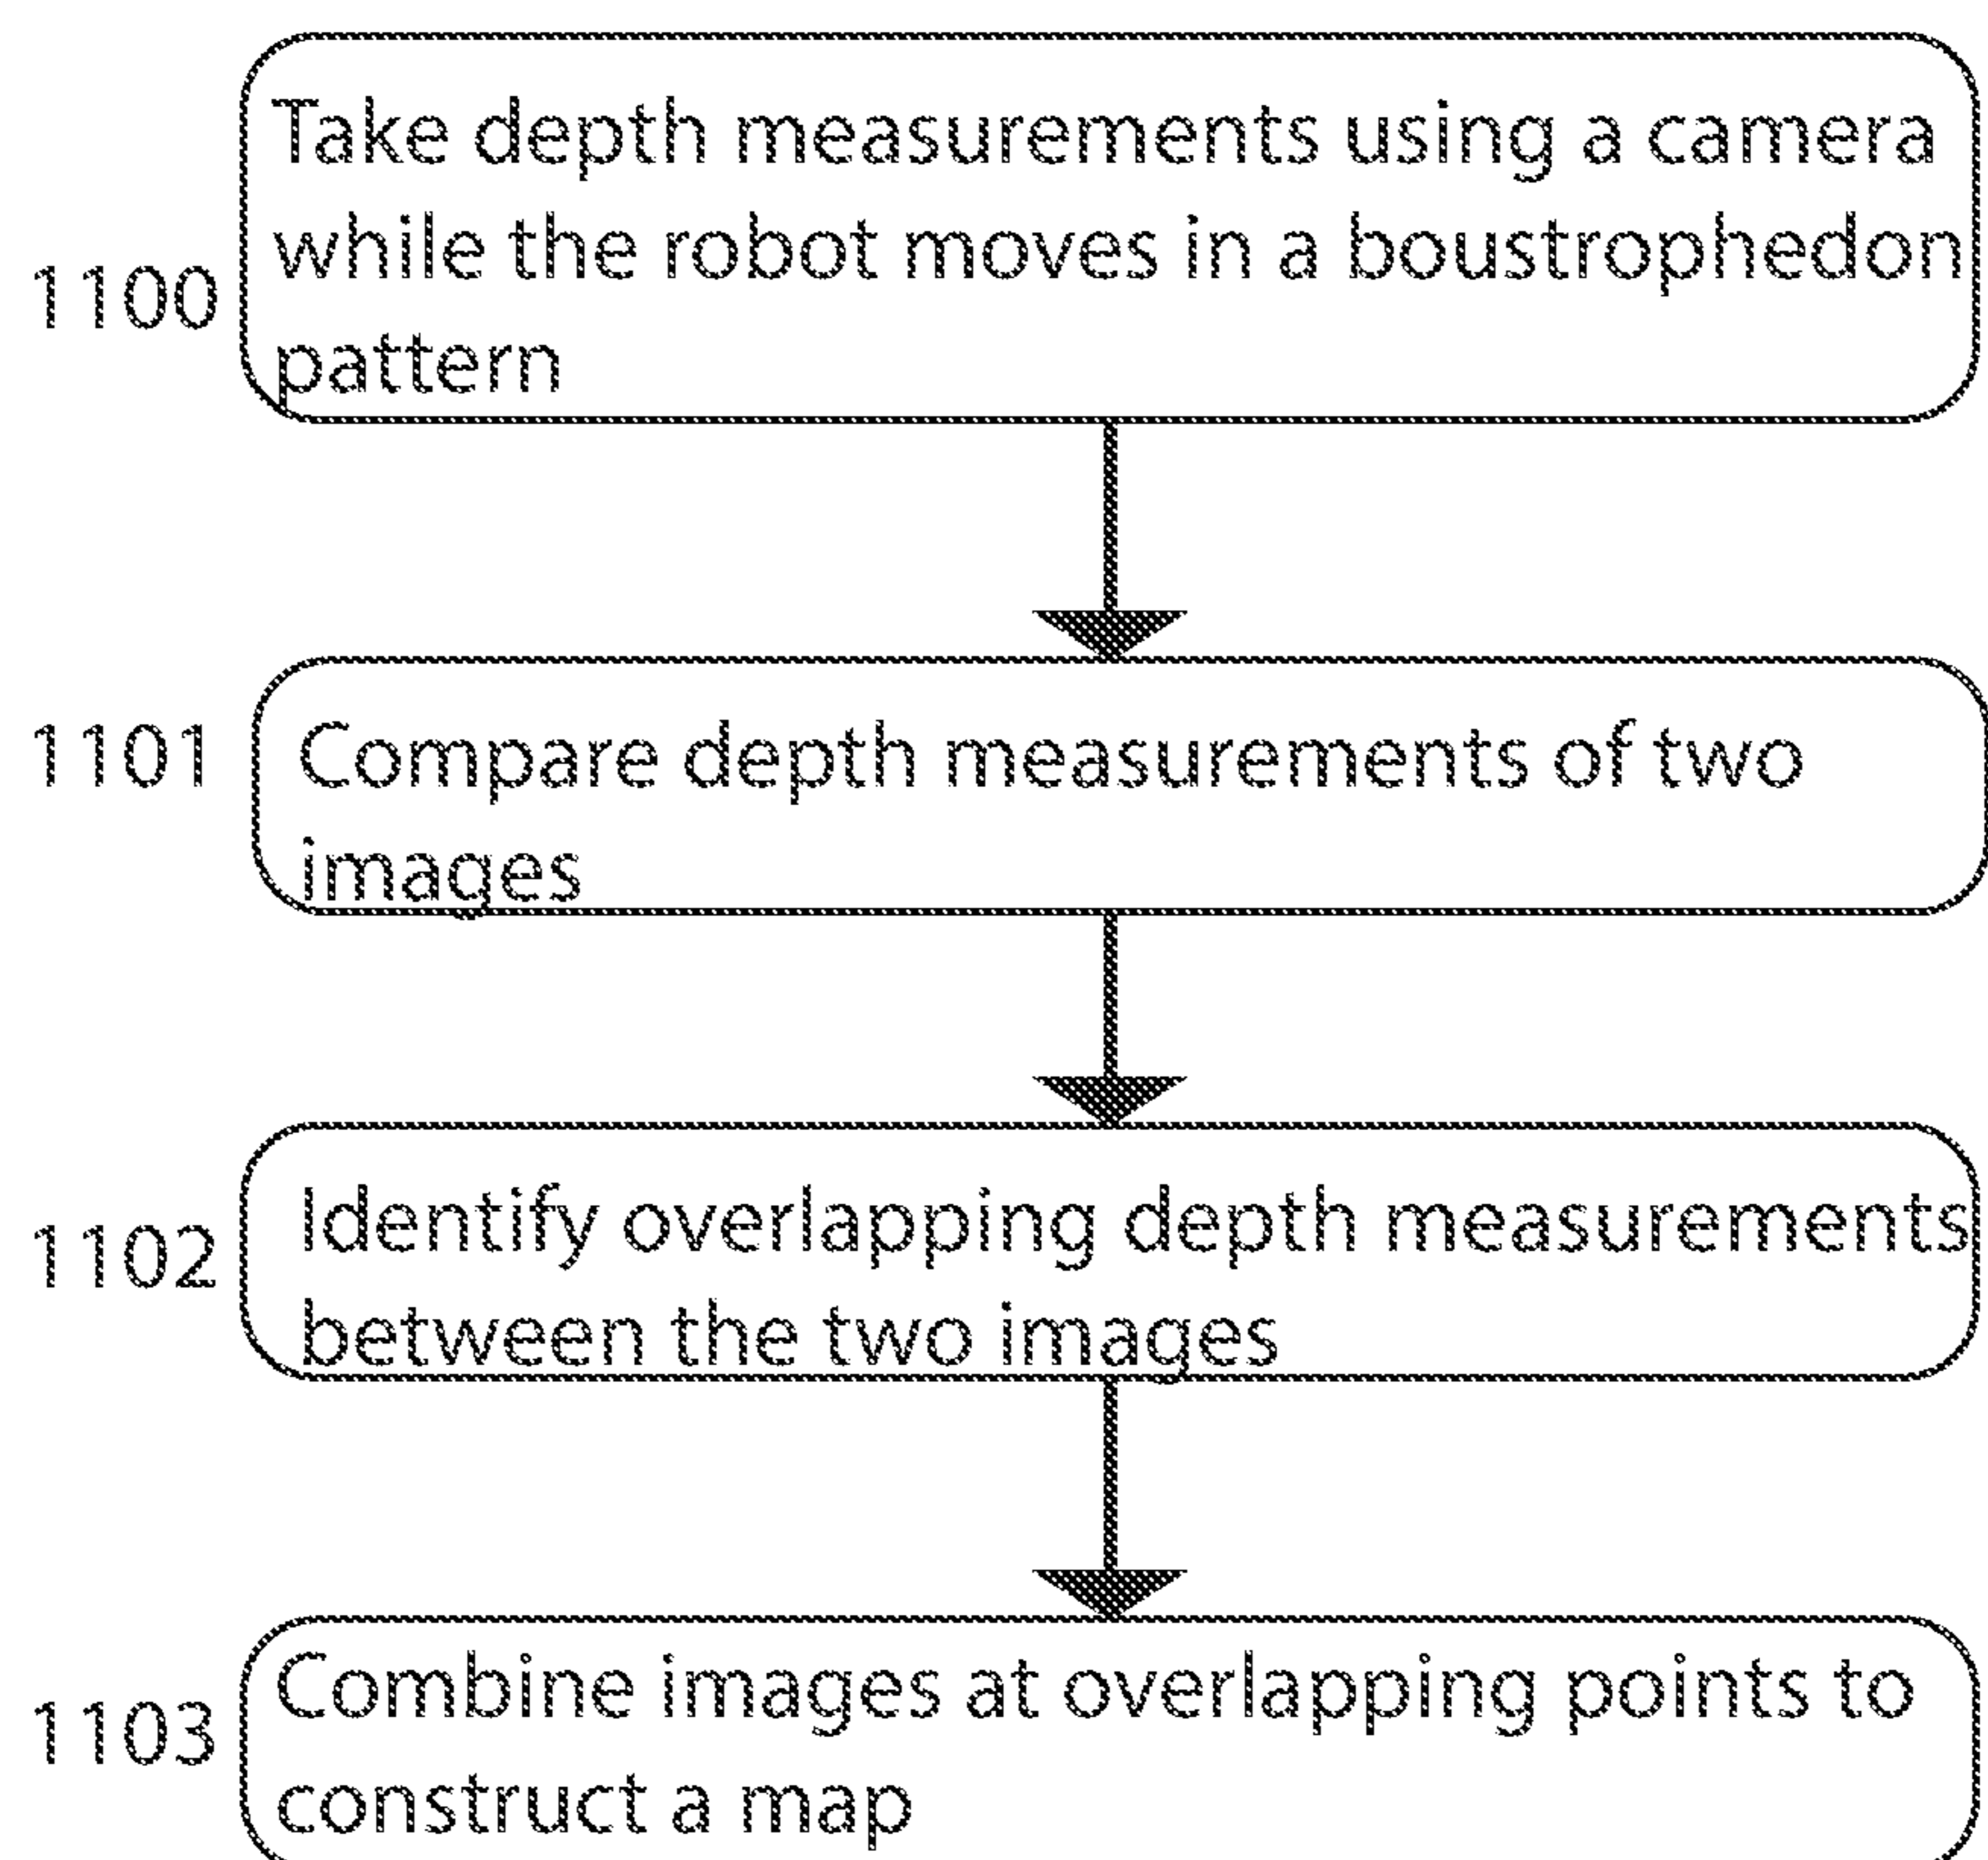 Take depth measurements using a camera
while the robot moves in a boustrophedon
1100
pattern
1101
Compare depth measurements of two
images
Identify overlapping depth measurements
1102
between the two images
Combine images at overlapping points to
1103
construct a map